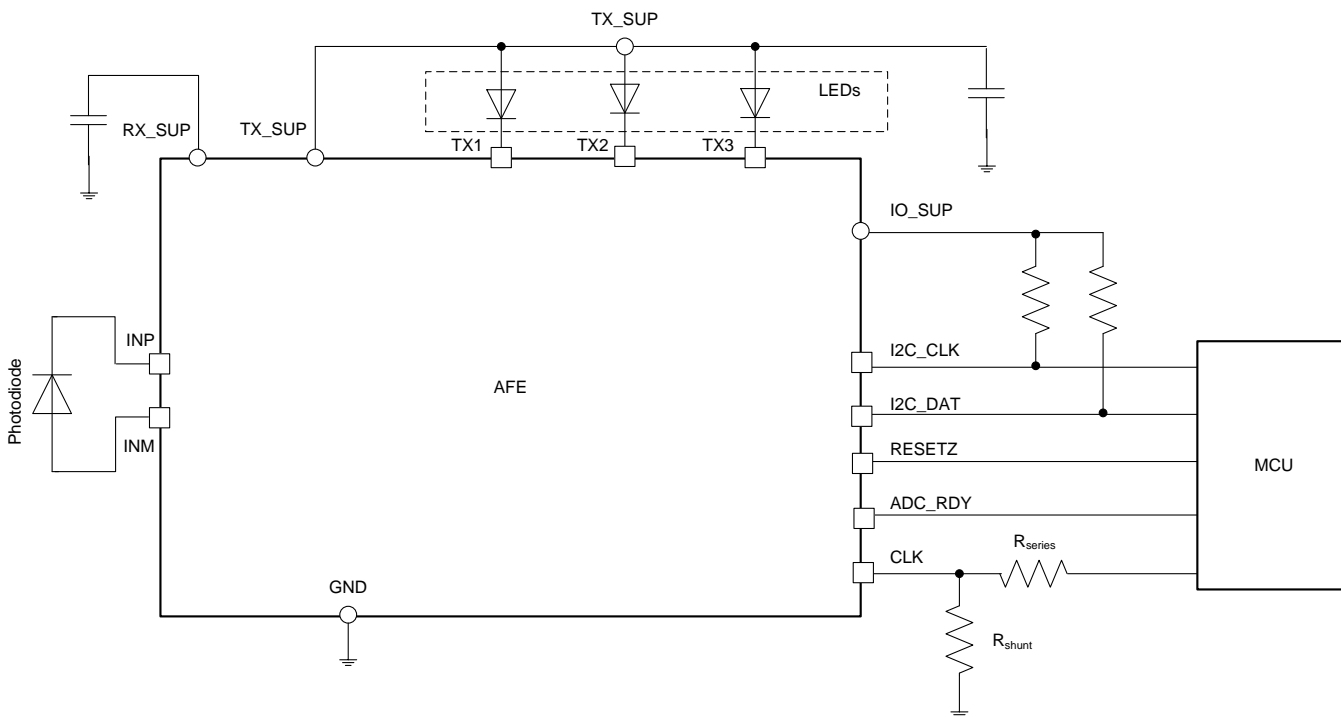 TX_SUP
LEDs
RX_SUP
TX_SUP
TX1
TX2
TX3
IO_SUP
INP
I2C_CLK
Photodiode
AFE
I2C_DAT
INM
RESETZ
MCU
ADC_RDY
Rseries
CLK
GND
Rshunt